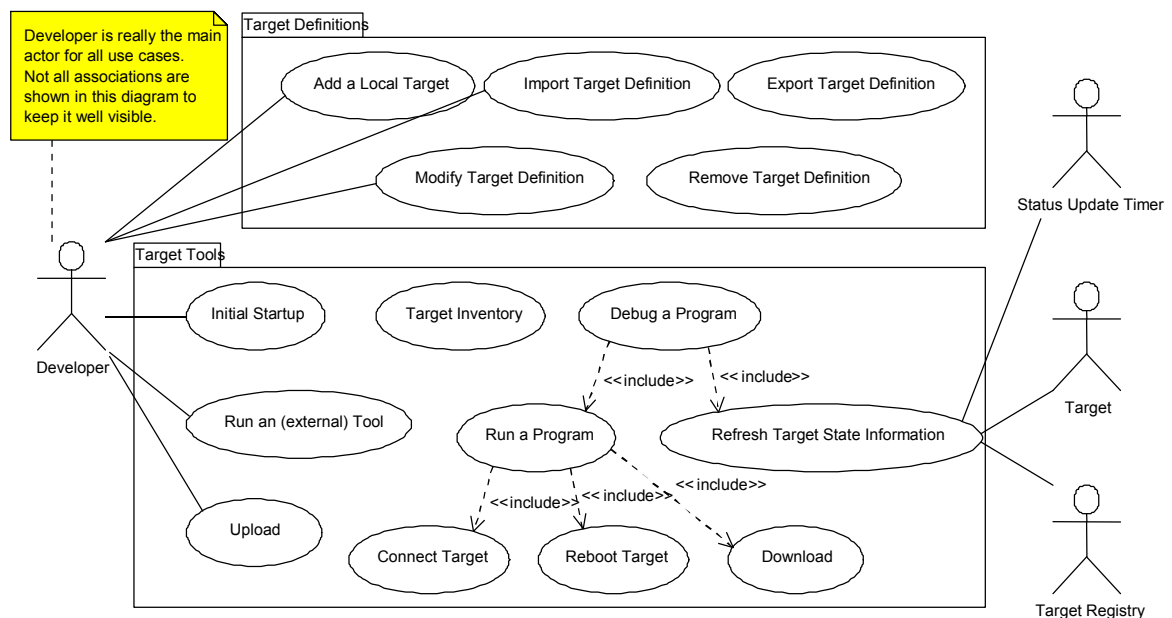 Developer is really the main
actor for all use cases.
Not all associations are
shown in this diagram to
keep it well visible.
Target Definitions
Add a Local Target
Import Target Definition
Export Target Definition
Modify Target Definition
Remove Target Definition
Status Update Timer
Target Tools
Initial Startup
Target Inventory
Debug a Program
Developer
<<include>>
<<include>>
Target
Run an (external) Tool
Run a Program
Refresh Target State Information
<<include>>
<<include>>
<<include>>
Upload
Connect Target
Reboot Target
Download
Target Registry